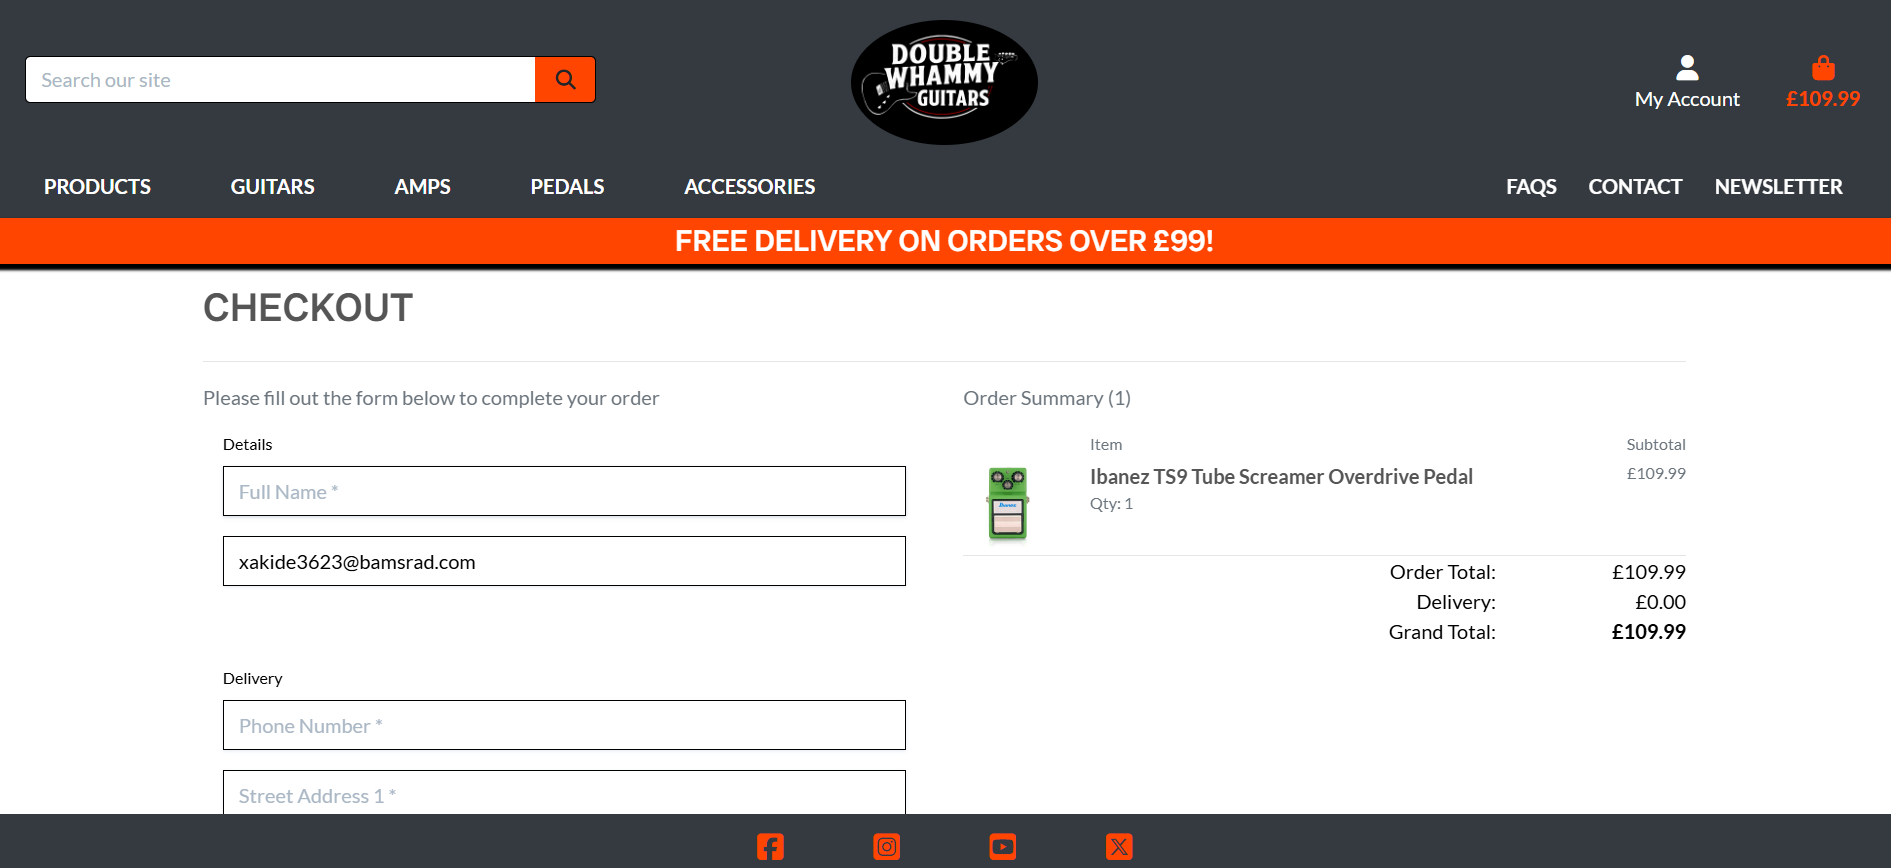 Search our site
DOUBLE
WHAMMY
GUITARS
My Account
£109.99
PRODUCTS
GUITARS
AMPS
PEDALS
ACCESSORIES
FAQS
CONTACT
NEWSLETTER
FREE DELIVERY ON ORDERS OVER £99!
CHECKOUT
Please fill out the form below to complete your order
Details
Full Name *
xakide3623@bamsrad.com
Delivery
Phone Number *
Street Address 1 *
Order Summary (1)
Item
Subtotal
Ibanez
Ibanez TS9 Tube Screamer Overdrive Pedal
£109.99
Qty: 1
Order Total: £109.99
Delivery: £0.00
Grand Total: £109.99